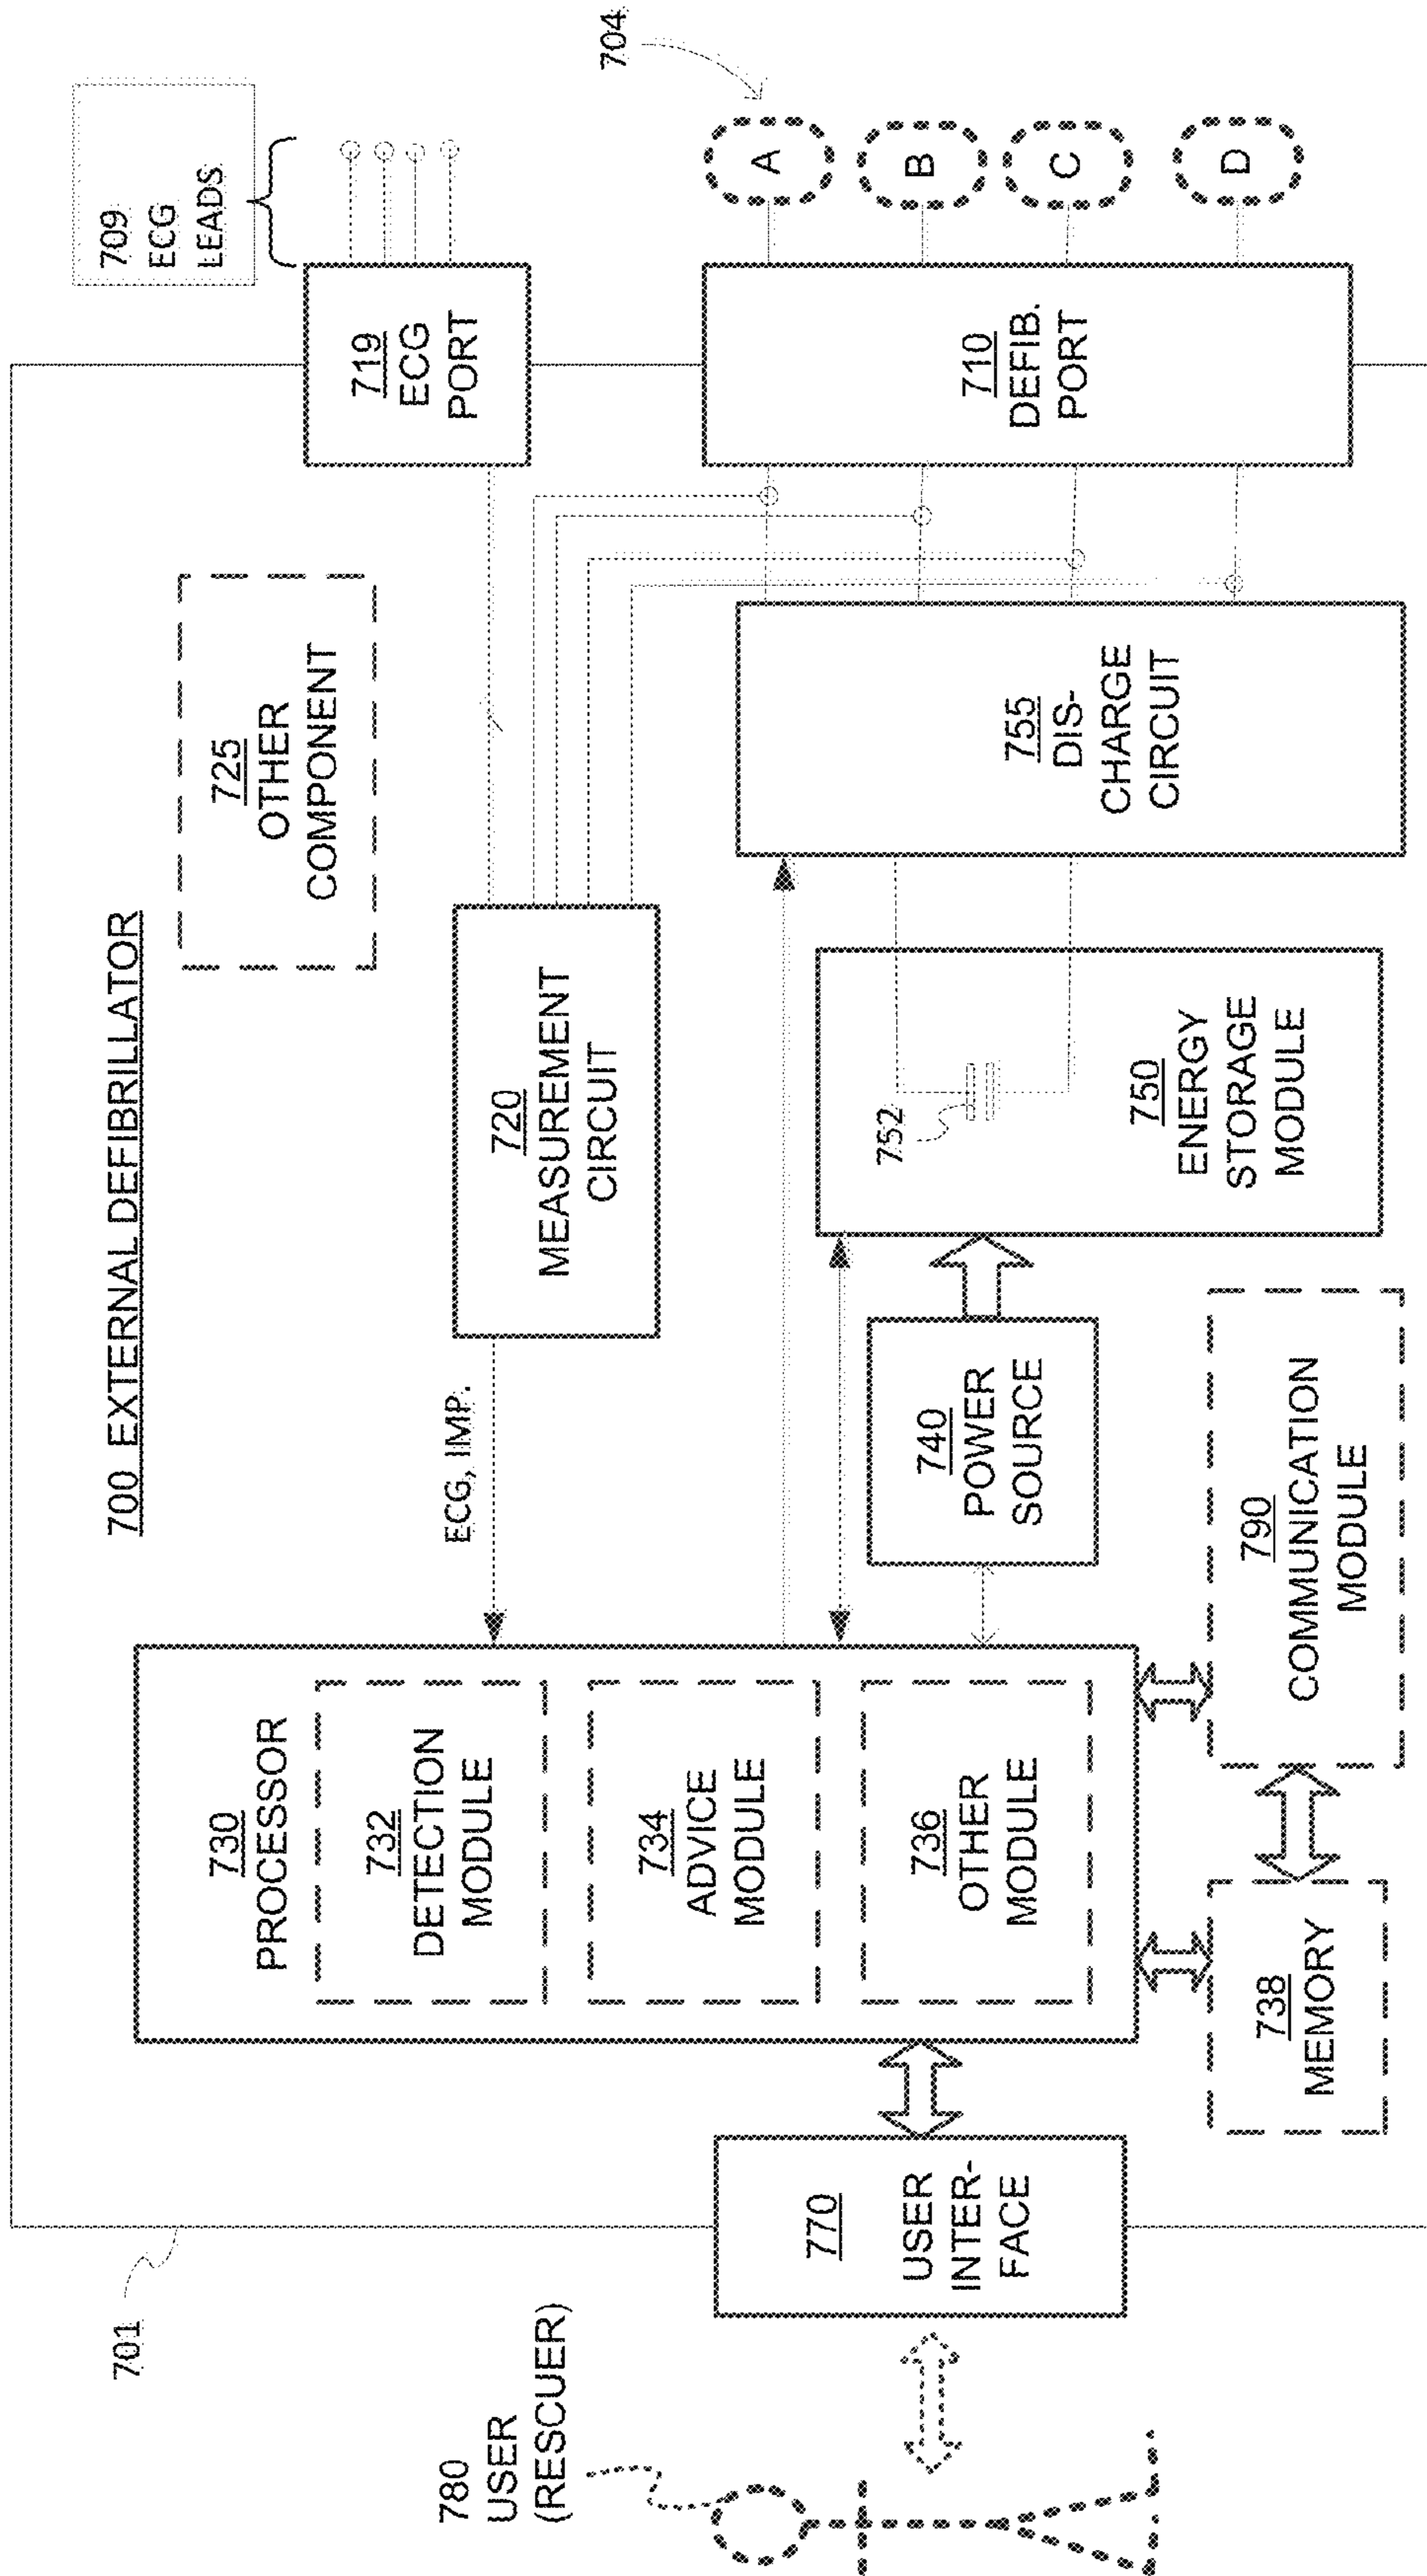 700 EXTERNAL DEFIBRILLATOR
701
780
USER
(RESCUER)
770
USER
INTER-
FACE
730
PROCESSOR
732
DETECTION
MODULE
734
ADVICE
MODULE
736
OTHER
MODULE
738
MEMORY
790
COMMUNICATION
MODULE
ECG, IMP.
720
MEASUREMENT
CIRCUIT
725
OTHER
COMPONENT
740
POWER
SOURCE
752
750
ENERGY
STORAGE
MODULE
755
DIS-
CHARGE
CIRCUIT
719
ECG
PORT
709
ECG
LEADS
710
DEFIB.
PORT
704
A
B
C
D